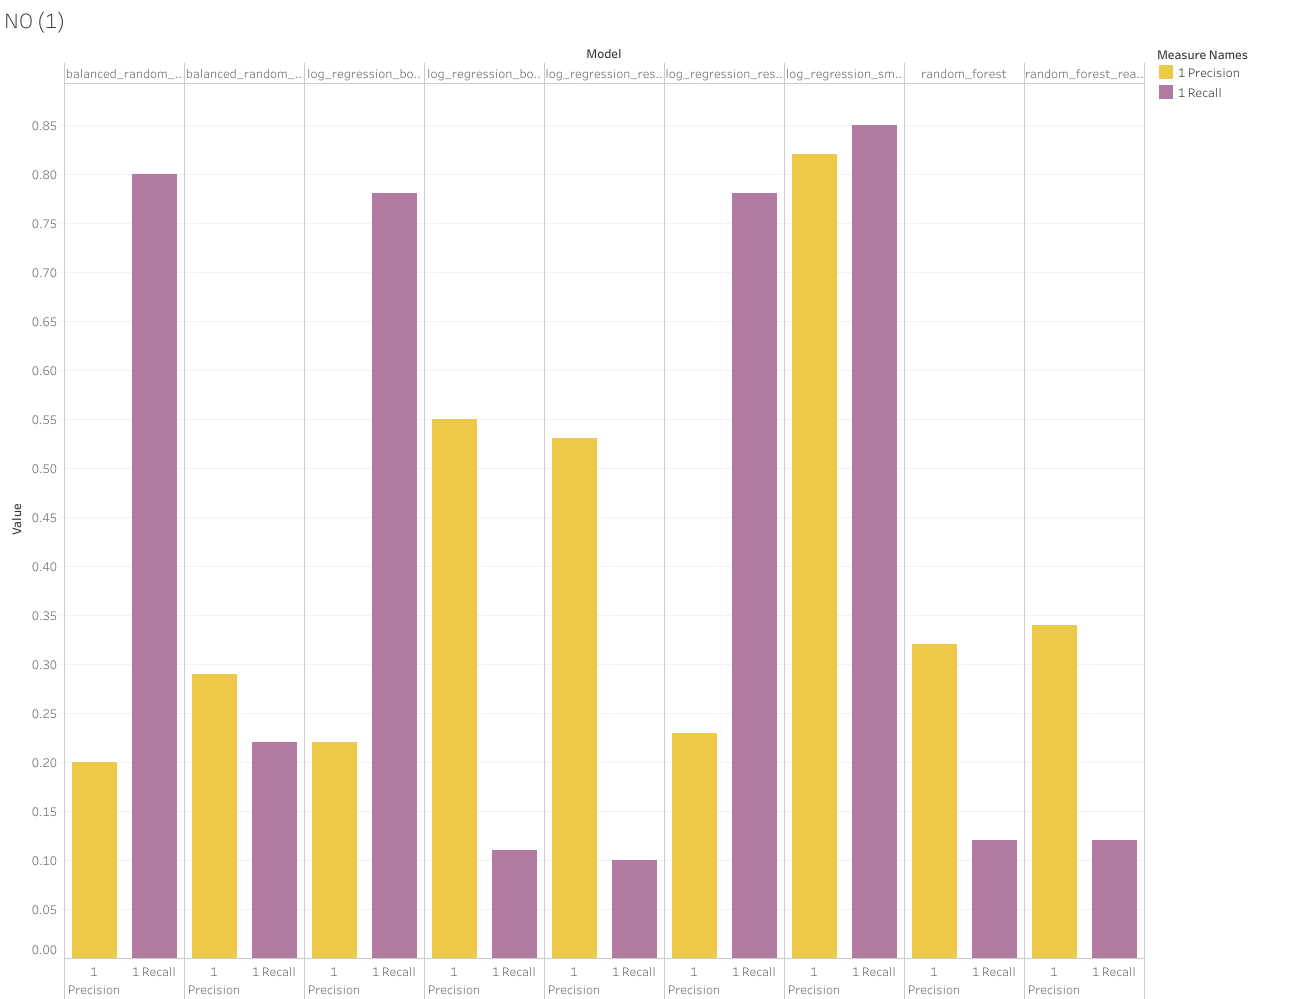 NO (1)
Model
balanced_random_.. balanced_random_.. log_regression_bo.. log_regression_bo.. log_regression_res.. log_regression_res.. log_regression_sm.. random_forest random_forest_rea..
Measure Names
1 Precision
1 Recall
0.85
0.80
0.75
0.70
0.65
0.60
0.55
0.50
0.45
0.40
0.35
0.30
0.25
0.20
0.15
0.10
0.05
0.00
Value
1 1 Recall 1 1 Recall 1 1 Recall 1 1 Recall 1 1 Recall 1 1 Recall 1 1 Recall 1 1 Recall 1 1 Recall
Precision Precision Precision Precision Precision Precision Precision Precision Precision